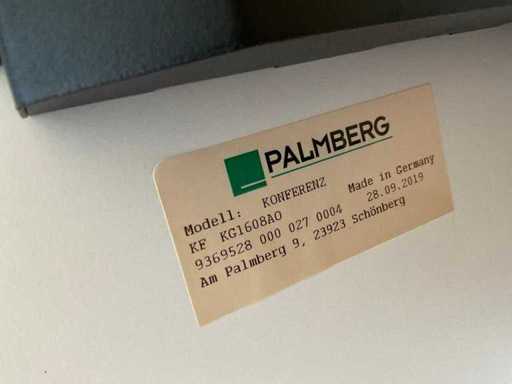 PALMBERG
Modell: KONFERENZ
KF KG1608AO Made in Germany
9369528 000 027 0004 28.09.2019
Am Palmberg 9, 23923 Schönberg